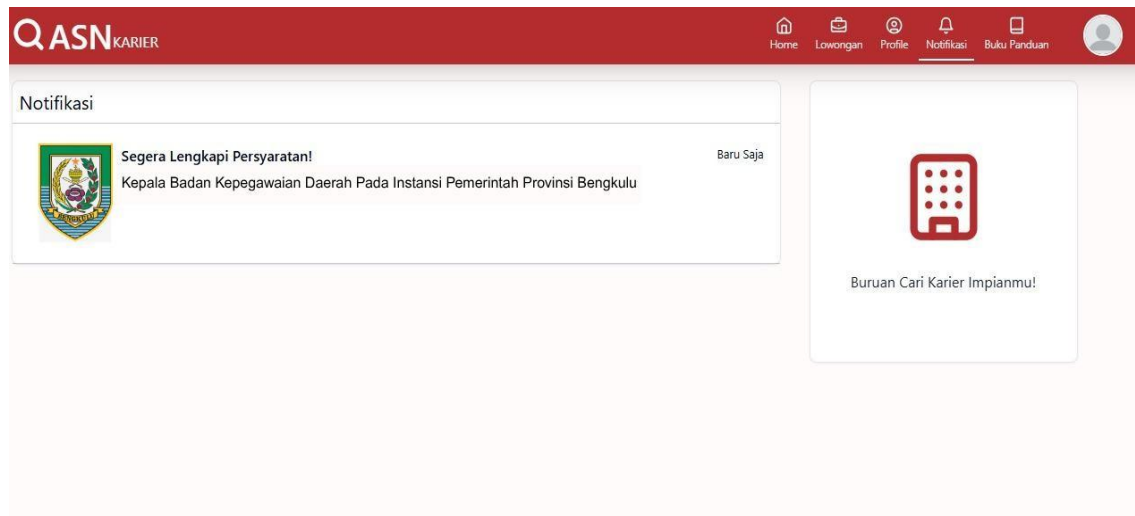 ASN KARIER
Home
Lowongan
Profile
Notifikasi
Buku Panduan
Notifikasi
Segera Lengkapi Persyaratan!
Baru Saja
Kepala Badan Kepegawaian Daerah Pada Instansi Pemerintah Provinsi Bengkulu
BENGKULU
Buruan Cari Karier Impianmu!